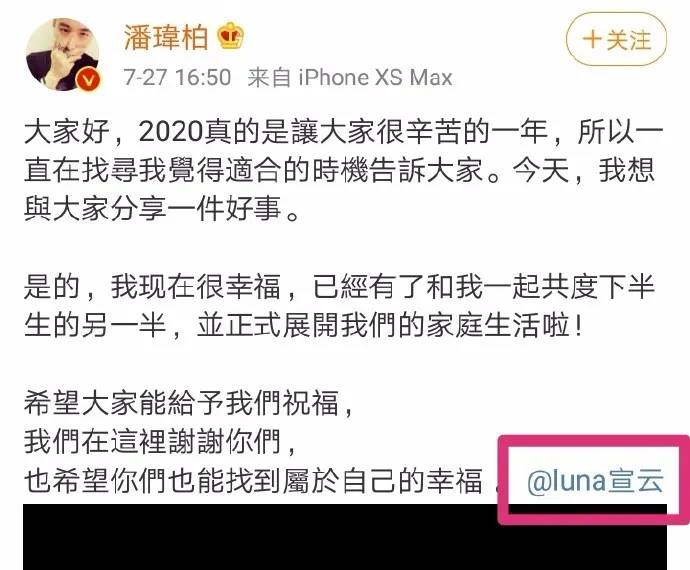 潘瑋柏
＋关注
7-27 16:50 来自 iPhone XS Max
大家好，2020真的是讓大家很辛苦的一年，所以一
直在找尋我覺得適合的時機告訴大家。今天，我想
與大家分享一件好事。
是的，我现在很幸福，已經有了和我一起共度下半
生的另一半，並正式展開我們的家庭生活啦！
希望大家能給予我們祝福，
我們在這裡謝謝你們，
也希望你們也能找到屬於自己的幸福． @luna宣云